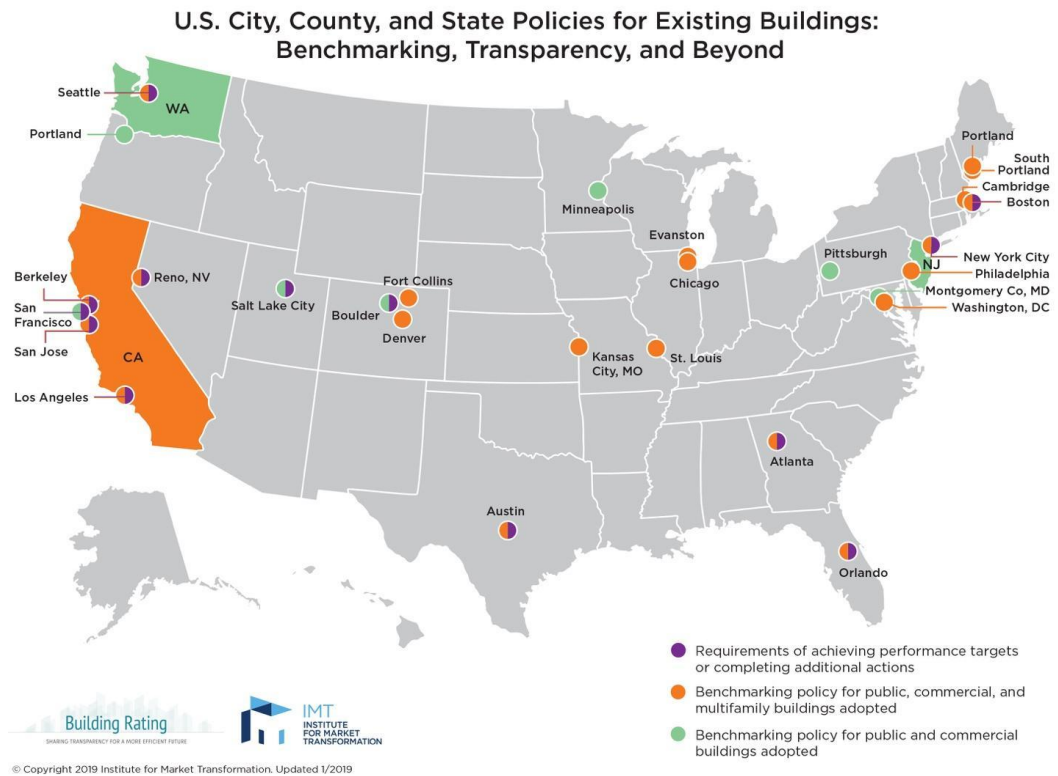 U.S. City, County, and State Policies for Existing Buildings:
Benchmarking, Transparency, and Beyond
Seattle
WA
Portland
Minneapolis
Portland
South
Portland
Cambridge
Boston
Evanston
Chicago
Pittsburgh
NJ
New York City
Philadelphia
Montgomery Co, MD
Washington, DC
Berkeley
San
Francisco
San Jose
Reno, NV
Salt Lake City
Fort Collins
Boulder
Denver
CA
Los Angeles
Kansas
City, MO
St. Louis
Atlanta
Austin
Orlando
Requirements of achieving performance targets
or completing additional actions
Benchmarking policy for public, commercial, and
multifamily buildings adopted
Benchmarking policy for public and commercial
buildings adopted
Building Rating
SHARING TRANSPARENCY FOR A MORE EFFICIENT FUTURE
IMT
INSTITUTE
FOR MARKET
TRANSFORMATION
© Copyright 2019 Institute for Market Transformation. Updated 1/2019